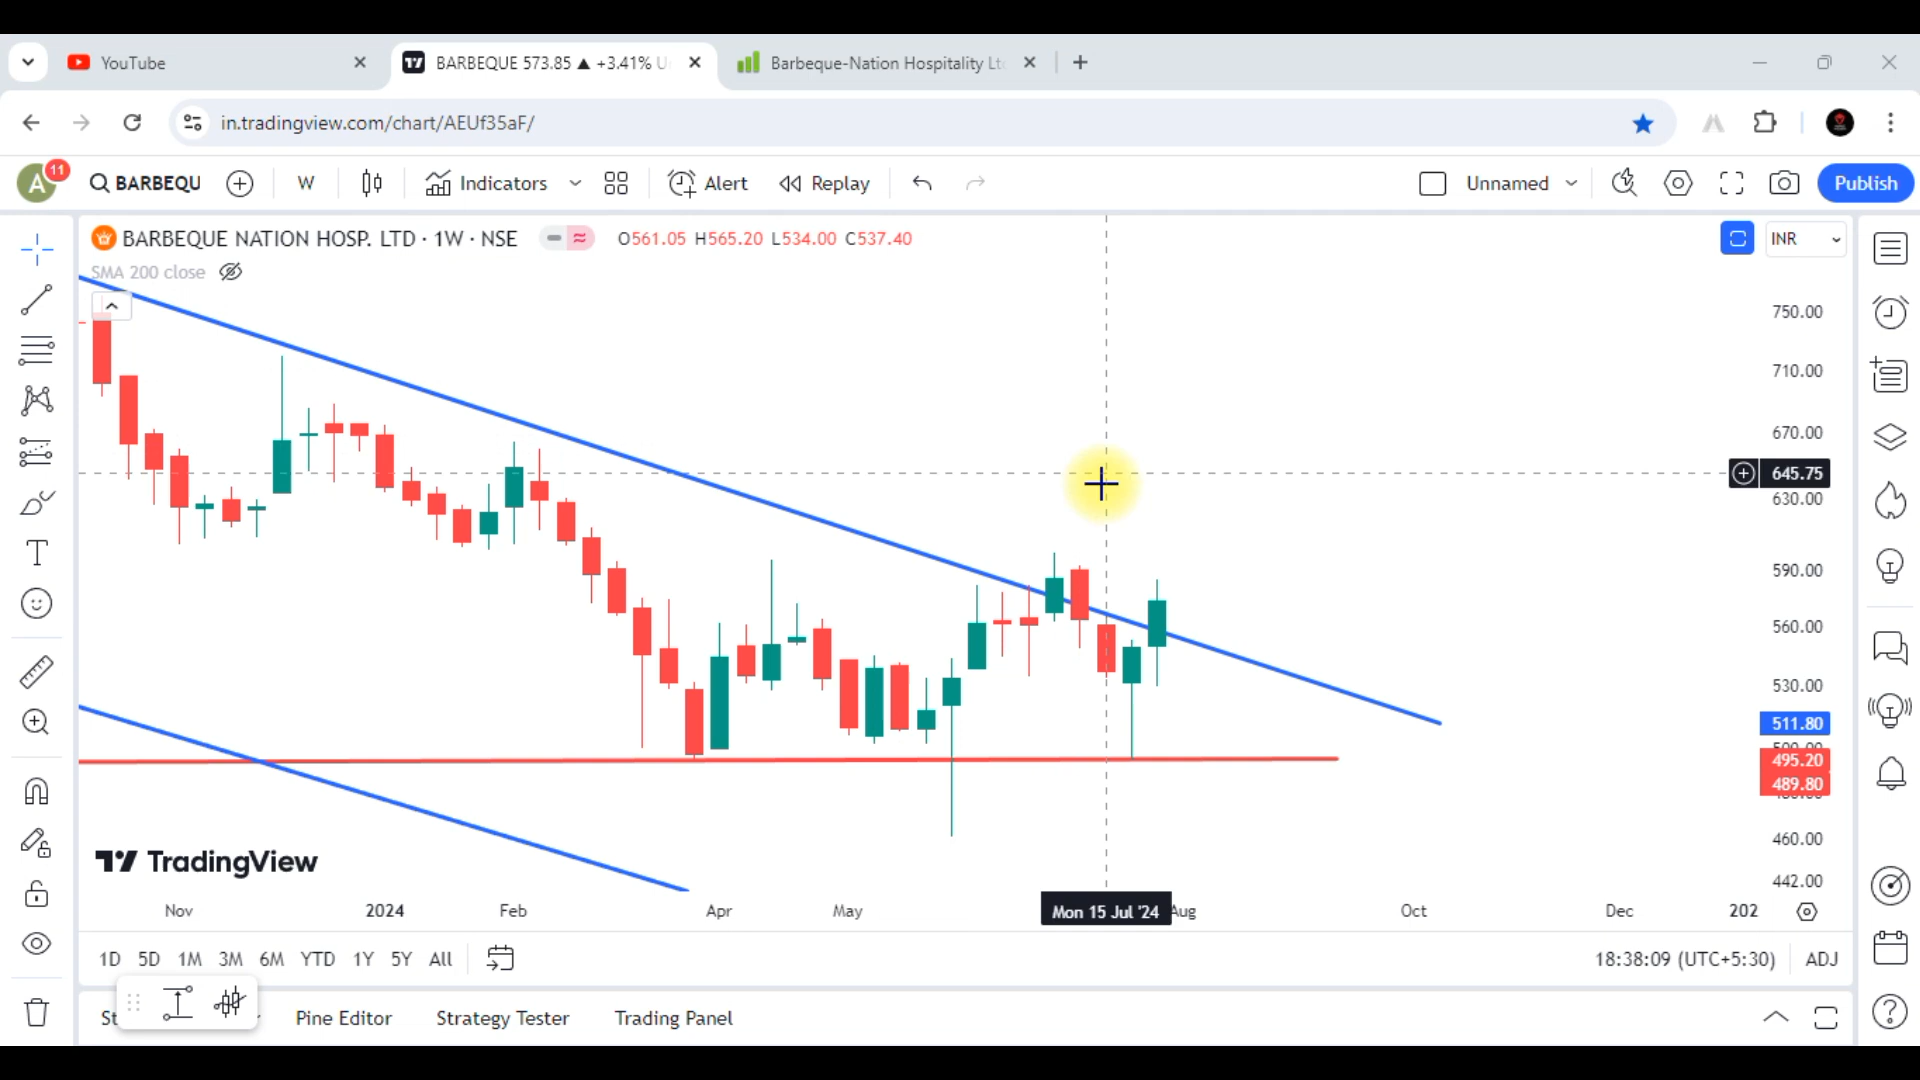 YouTube
BARBEQUE 573.85 ▲ +3.41% U
Barbeque-Nation Hospitality Lt
in.tradingview.com/chart/AEUf35aF/
A 11 BARBEQU W Indicators Alert Replay Unnamed Publish
BARBEQUE NATION HOSP. LTD · 1W · NSE O561.05 H565.20 L534.00 C537.40 INR
SMA 200 close
750.00
710.00
670.00
645.75
630.00
590.00
560.00
530.00
511.80
495.20
489.80
460.00
442.00
TradingView
Nov 2024 Feb Apr May Mon 15 Jul '24 Aug Oct Dec 202
1D 5D 1M 3M 6M YTD 1Y 5Y All 18:38:09 (UTC+5:30) ADJ
St Pine Editor Strategy Tester Trading Panel